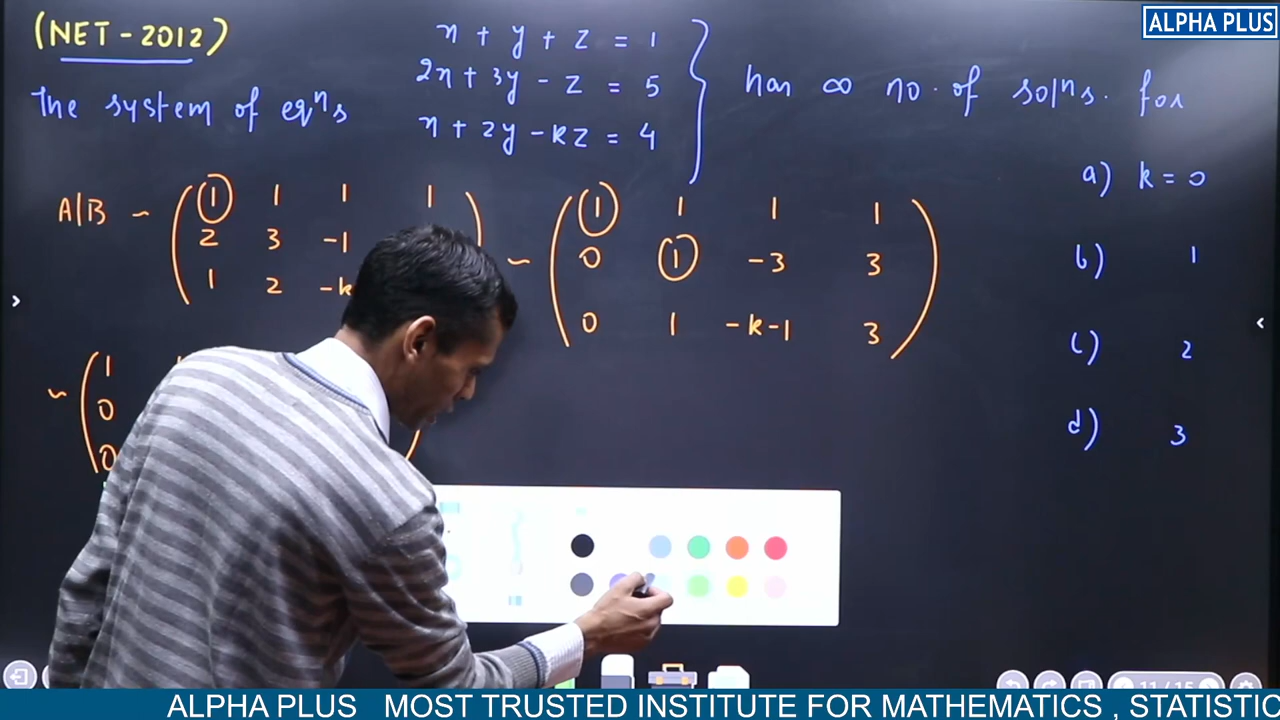 ALPHA PLUS
(NET - 2012)
The system of eqⁿs
x + y + z = 1
2x + 3y - z = 5
x + 2y - kz = 4
has ∞ no. of solⁿs. for
a) k = 0
b) 1
c) 2
d) 3
A|B ~
1 1 1 1
2 3 -1
1 2 -k
~
1 1 1 1
0 1 -3 3
0 1 -k-1 3
~
1
0
0
11 / 15
ALPHA PLUS MOST TRUSTED INSTITUTE FOR MATHEMATICS , STATISTIC